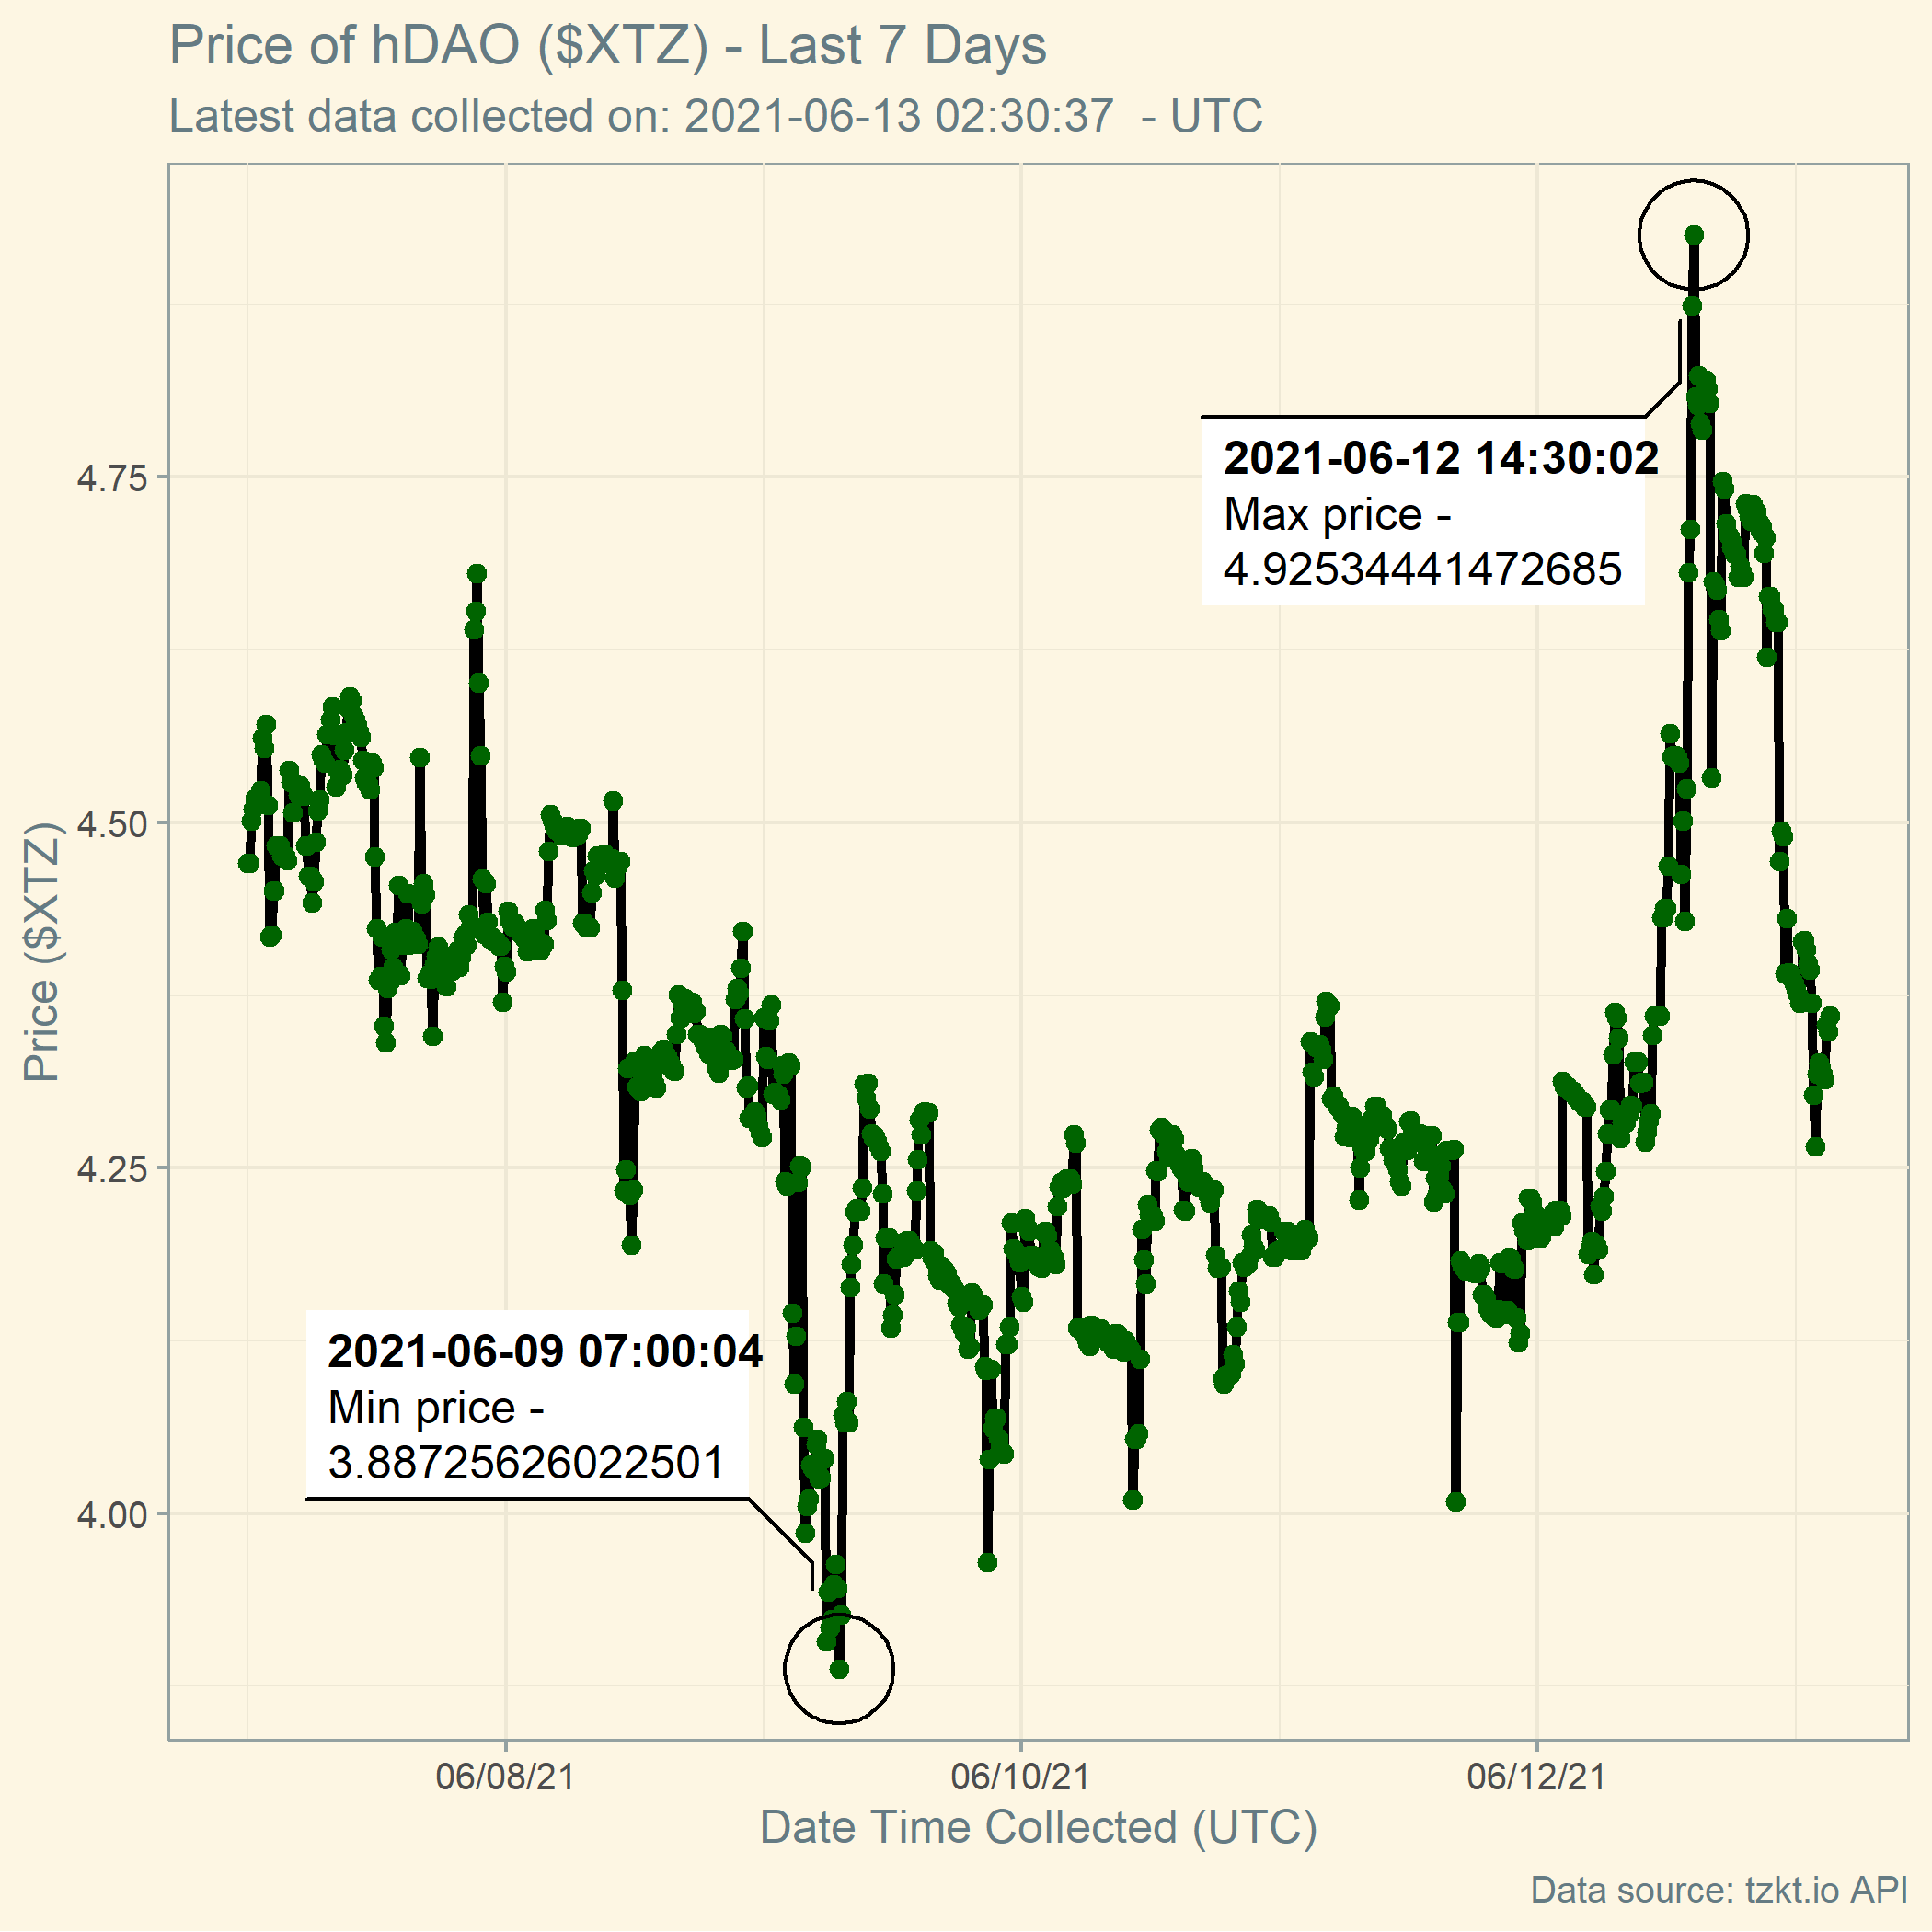 Price of hDAO ($XTZ) - Last 7 Days
Latest data collected on: 2021-06-13 02:30:37  - UTC
Price ($XTZ)
4.75
4.50
4.25
4.00
2021-06-12 14:30:02
Max price -
4.92534441472685
2021-06-09 07:00:04
Min price -
3.88725626022501
06/08/21
06/10/21
06/12/21
Date Time Collected (UTC)
Data source: tzkt.io API